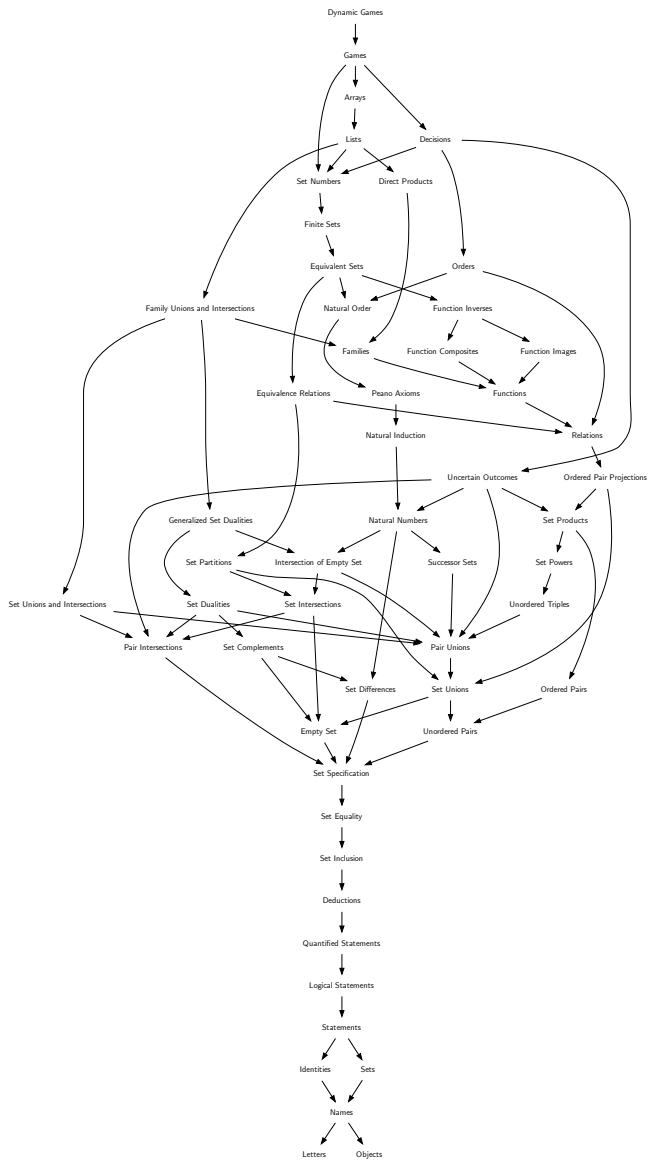 Dynamic Games
Games
Arrays
Lists
Decisions
Set Numbers
Direct Products
Finite Sets
Equivalent Sets
Orders
Family Unions and Intersections
Natural Order
Function Inverses
Families
Function Composites
Function Images
Equivalence Relations
Peano Axioms
Functions
Natural Induction
Relations
Uncertain Outcomes
Ordered Pair Projections
Generalized Set Dualities
Natural Numbers
Set Products
Set Partitions
Intersection of Empty Set
Successor Sets
Set Powers
Set Unions and Intersections
Set Dualities
Set Intersections
Unordered Triples
Pair Intersections
Set Complements
Pair Unions
Set Differences
Set Unions
Ordered Pairs
Empty Set
Unordered Pairs
Set Specification
Set Equality
Set Inclusion
Deductions
Quantified Statements
Logical Statements
Statements
Identities
Sets
Names
Letters
Objects